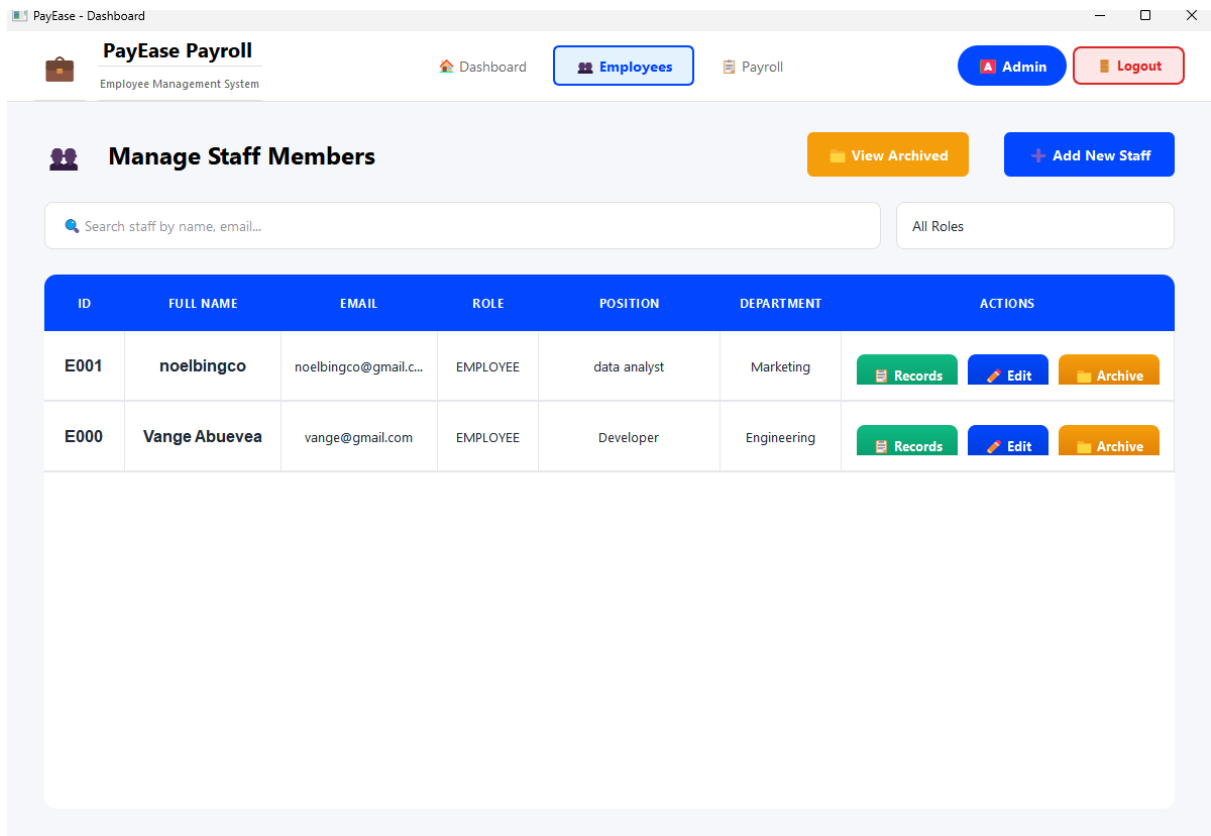 PayEase - Dashboard
PayEase Payroll
Employee Management System
Dashboard
Employees
Payroll
A Admin
Logout
Manage Staff Members
View Archived
Add New Staff
Search staff by name, email...
All Roles
ID FULL NAME EMAIL ROLE POSITION DEPARTMENT ACTIONS
E001 noelbingco noelbingco@gmail.c... EMPLOYEE data analyst Marketing Records Edit Archive
E000 Vange Abuevea vange@gmail.com EMPLOYEE Developer Engineering Records Edit Archive